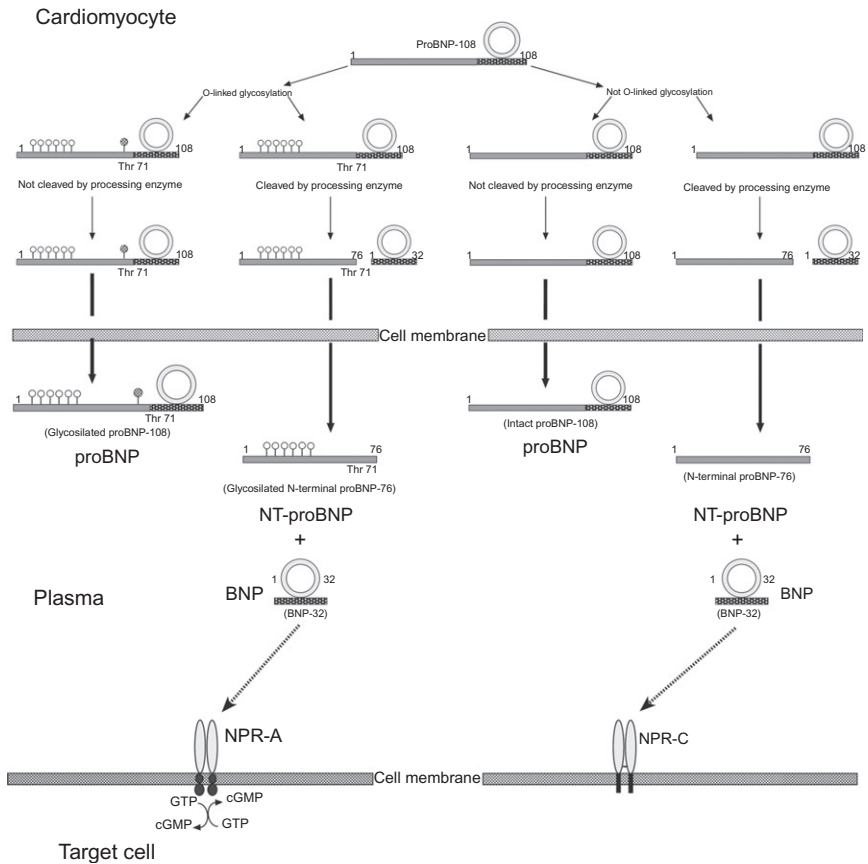 Cardiomyocyte
ProBNP-108
1 108
O-linked glycosylation Not O-linked glycosylation
1 108 1 108 1 108 1 108
Thr 71 Thr 71
Not cleaved by processing enzyme Cleaved by processing enzyme Not cleaved by processing enzyme Cleaved by processing enzyme
1 108 1 76 1 32 1 108 1 76 1 32
Thr 71 Thr 71
Cell membrane
1 108 1 108
Thr 71
(Glycosilated proBNP-108) (Intact proBNP-108)
proBNP proBNP
1 76 1 76
Thr 71
(Glycosilated N-terminal proBNP-76) (N-terminal proBNP-76)
NT-proBNP NT-proBNP
+ +
1 32 1 32
Plasma BNP BNP
(BNP-32) (BNP-32)
NPR-A NPR-C
Cell membrane
GTP cGMP
cGMP GTP
Target cell